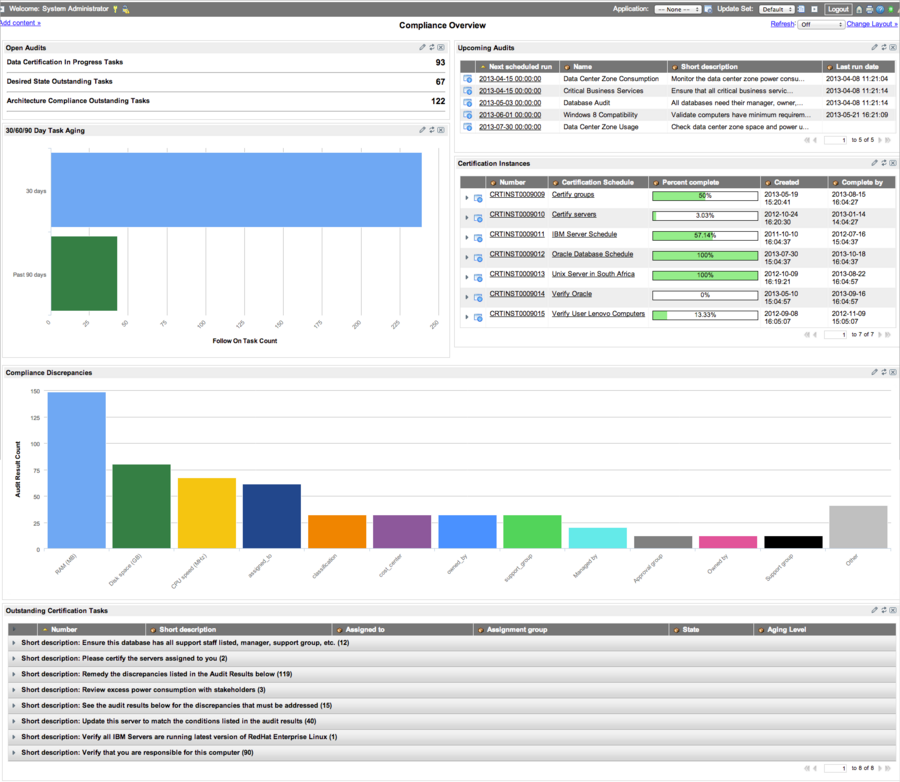 Welcome: System Administrator
Application: -- None -- Update Set: Default Logout
Add content »
Compliance Overview
Refresh: Off Change Layout »
Open Audits
Data Certification In Progress Tasks 93
Desired State Outstanding Tasks 67
Architecture Compliance Outstanding Tasks 122
30/60/90 Day Task Aging
30 days
Past 90 days
0 25 50 75 100 125 150 175 200 225 250
Follow On Task Count
Upcoming Audits
Next scheduled run Name Short description Last run date
2013-04-15 00:00:00 Data Center Zone Consumption Monitor the data center zone power consu... 2013-04-08 11:21:04
2013-04-15 00:00:00 Critical Business Services Ensure that all critical business servic... 2013-04-08 11:21:14
2013-05-03 00:00:00 Database Audit All databases need their manager, owner,... 2013-04-08 11:21:14
2013-06-01 00:00:00 Windows 8 Compatibility Validate computers have minimum requirem... 2013-05-21 16:21:09
2013-07-30 00:00:00 Data Center Zone Usage Check data center zone space and power u...
1 to 5 of 5
Certification Instances
Number Certification Schedule Percent complete Created Complete by
CRTINST0009009 Certify groups 50% 2013-05-19 15:20:41 2013-08-15 16:04:27
CRTINST0009010 Certify servers 3.03% 2012-10-24 16:20:30 2013-01-14 14:04:27
CRTINST0009011 IBM Server Schedule 57.14% 2011-10-10 16:04:37 2012-07-16 15:04:37
CRTINST0009012 Oracle Database Schedule 100% 2013-07-30 15:04:37 2013-10-18 16:04:37
CRTINST0009013 Unix Server in South Africa 100% 2012-10-09 16:19:21 2013-08-22 16:04:57
CRTINST0009014 Verify Oracle 0% 2013-05-10 15:04:57 2013-09-16 16:04:57
CRTINST0009015 Verify User Lenovo Computers 13.33% 2012-09-08 16:05:07 2012-11-09 15:05:07
1 to 7 of 7
Compliance Discrepancies
Audit Result Count
150
125
100
75
50
25
0
RAM (MB) Disk space (GB) CPU speed (MHz) assigned_to classification cost_center owned_by support_group Managed by Approval group Owned by Support group Other
Outstanding Certification Tasks
Number Short description Assigned to Assignment group State Aging Level
Short description: Ensure this database has all support staff listed, manager, support group, etc. (12)
Short description: Please certify the servers assigned to you (2)
Short description: Remedy the discrepancies listed in the Audit Results below (119)
Short description: Review excess power consumption with stakeholders (3)
Short description: See the audit results below for the discrepancies that must be addressed (15)
Short description: Update this server to match the conditions listed in the audit results (40)
Short description: Verify all IBM Servers are running latest version of RedHat Enterprise Linux (1)
Short description: Verify that you are responsible for this computer (90)
1 to 8 of 8